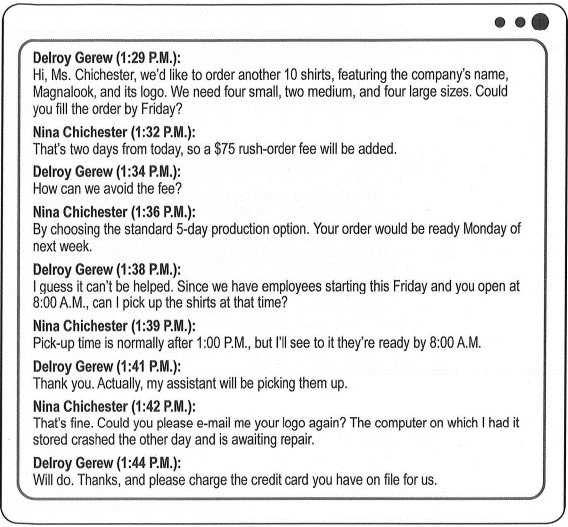 Delroy Gerew (1:29 P.M.):
Hi, Ms. Chichester, we'd like to order another 10 shirts, featuring the company's name,
Magnalook, and its logo. We need four small, two medium, and four large sizes. Could
you fill the order by Friday?
Nina Chichester (1:32 P.M.):
That's two days from today, so a $75 rush-order fee will be added.
Delroy Gerew (1:34 P.M.):
How can we avoid the fee?
Nina Chichester (1:36 P.M.):
By choosing the standard 5-day production option. Your order would be ready Monday of
next week.
Delroy Gerew (1:38 P.M.):
I guess it can't be helped. Since we have employees starting this Friday and you open at
8:00 A.M., can I pick up the shirts at that time?
Nina Chichester (1:39 P.M.):
Pick-up time is normally after 1:00 P.M., but I'll see to it they're ready by 8:00 A.M.
Delroy Gerew (1:41 P.M.):
Thank you. Actually, my assistant will be picking them up.
Nina Chichester (1:42 P.M.):
That's fine. Could you please e-mail me your logo again? The computer on which I had it
stored crashed the other day and is awaiting repair.
Delroy Gerew (1:44 P.M.):
Will do. Thanks, and please charge the credit card you have on file for us.